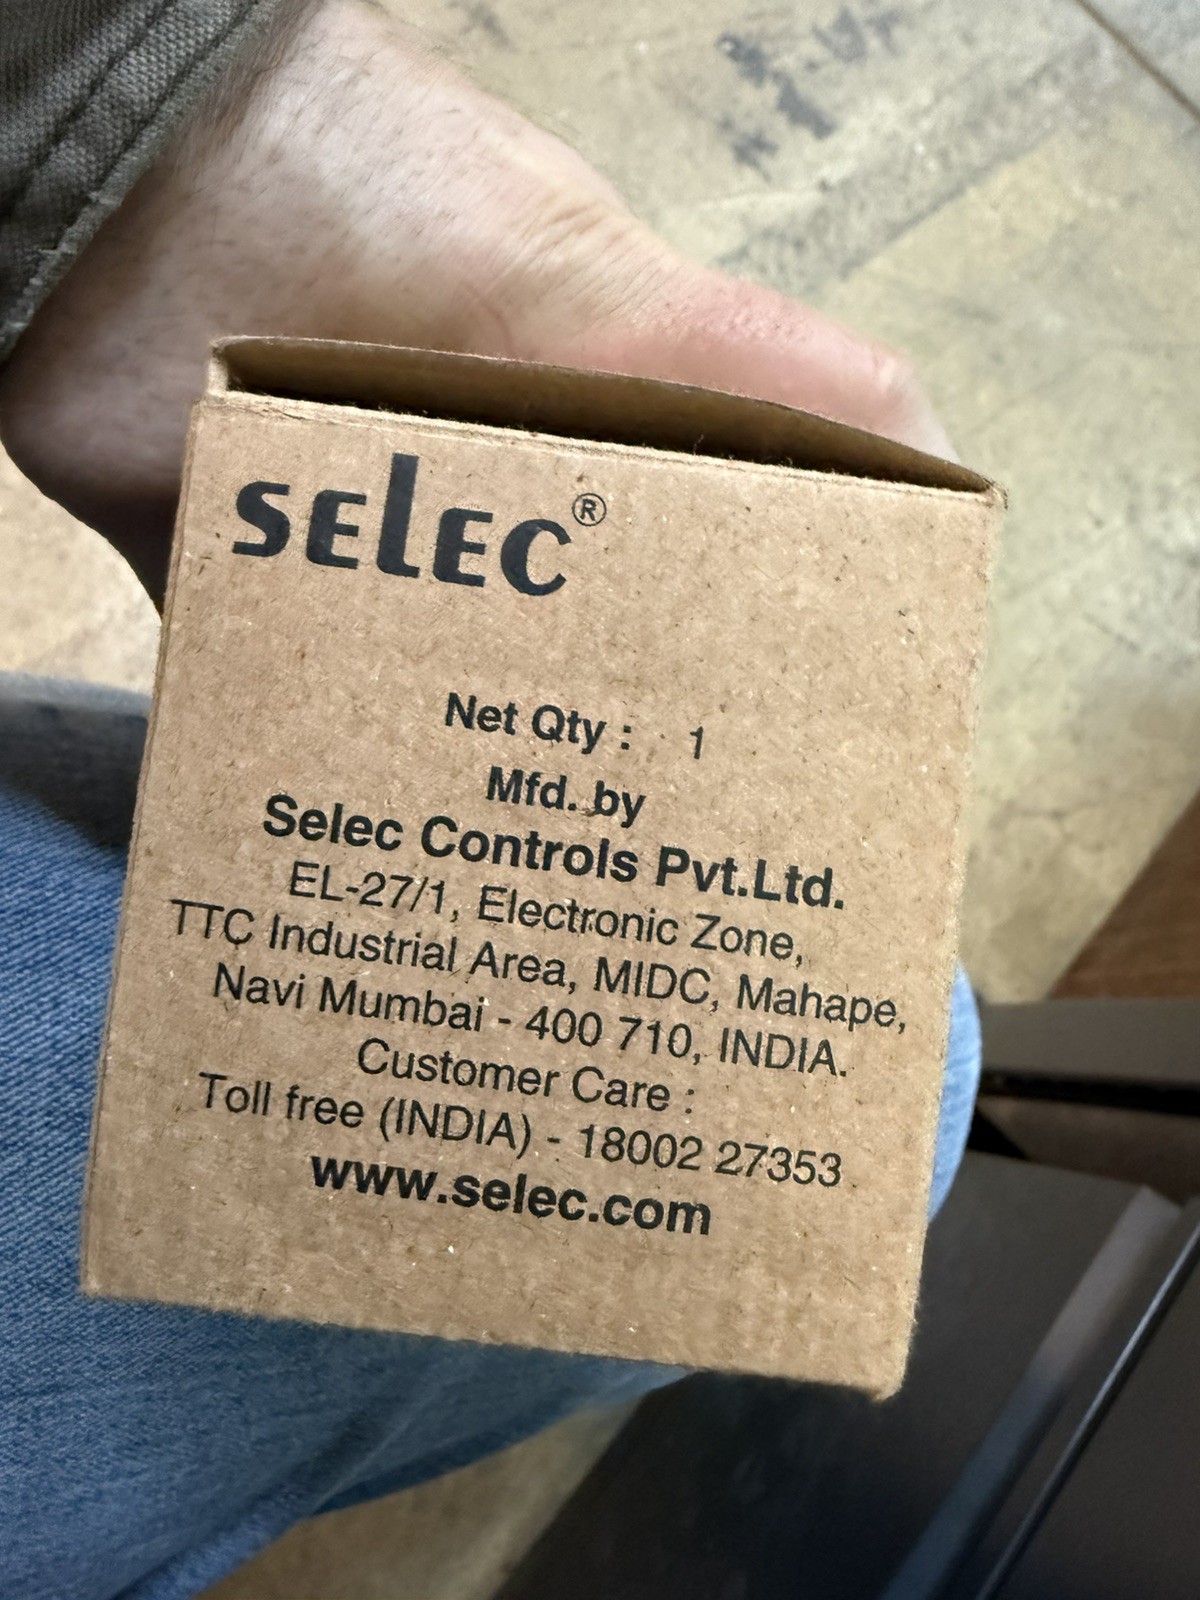 SELEC®
Net Qty : 1
Mfd. by
Selec Controls Pvt.Ltd.
EL-27/1, Electronic Zone,
TTC Industrial Area, MIDC, Mahape,
Navi Mumbai - 400 710, INDIA.
Customer Care :
Toll free (INDIA) - 18002 27353
www.selec.com